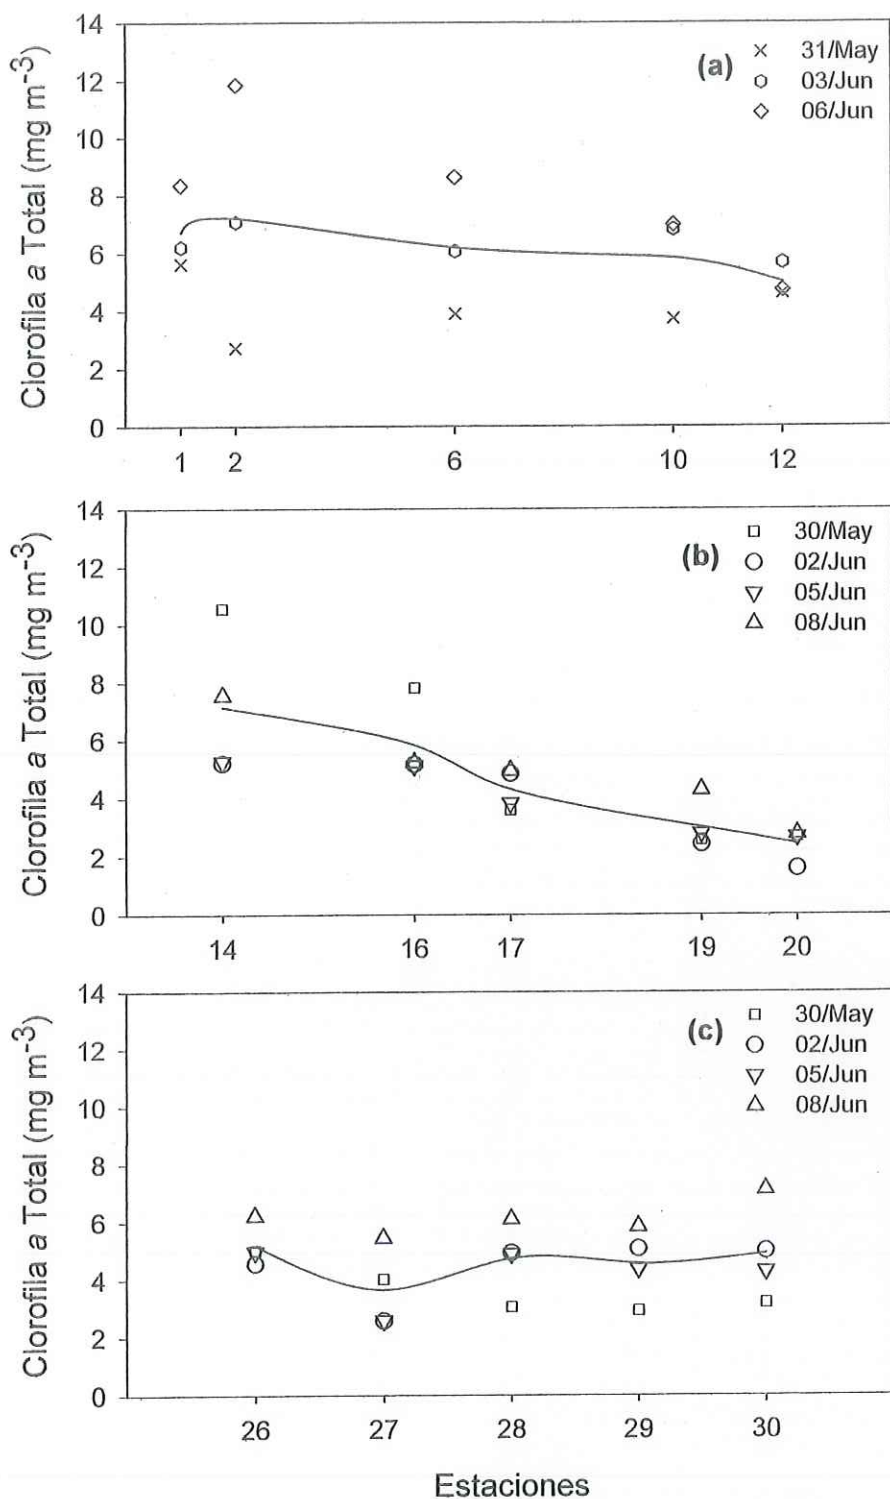 Clorofila a Total (mg m⁻³)
14
12
10
8
6
4
2
0
(a)
31/May
03/Jun
06/Jun
1 2 6 10 12
Clorofila a Total (mg m⁻³)
14
12
10
8
6
4
2
0
(b)
30/May
02/Jun
05/Jun
08/Jun
14 16 17 19 20
Clorofila a Total (mg m⁻³)
14
12
10
8
6
4
2
0
(c)
30/May
02/Jun
05/Jun
08/Jun
26 27 28 29 30
Estaciones